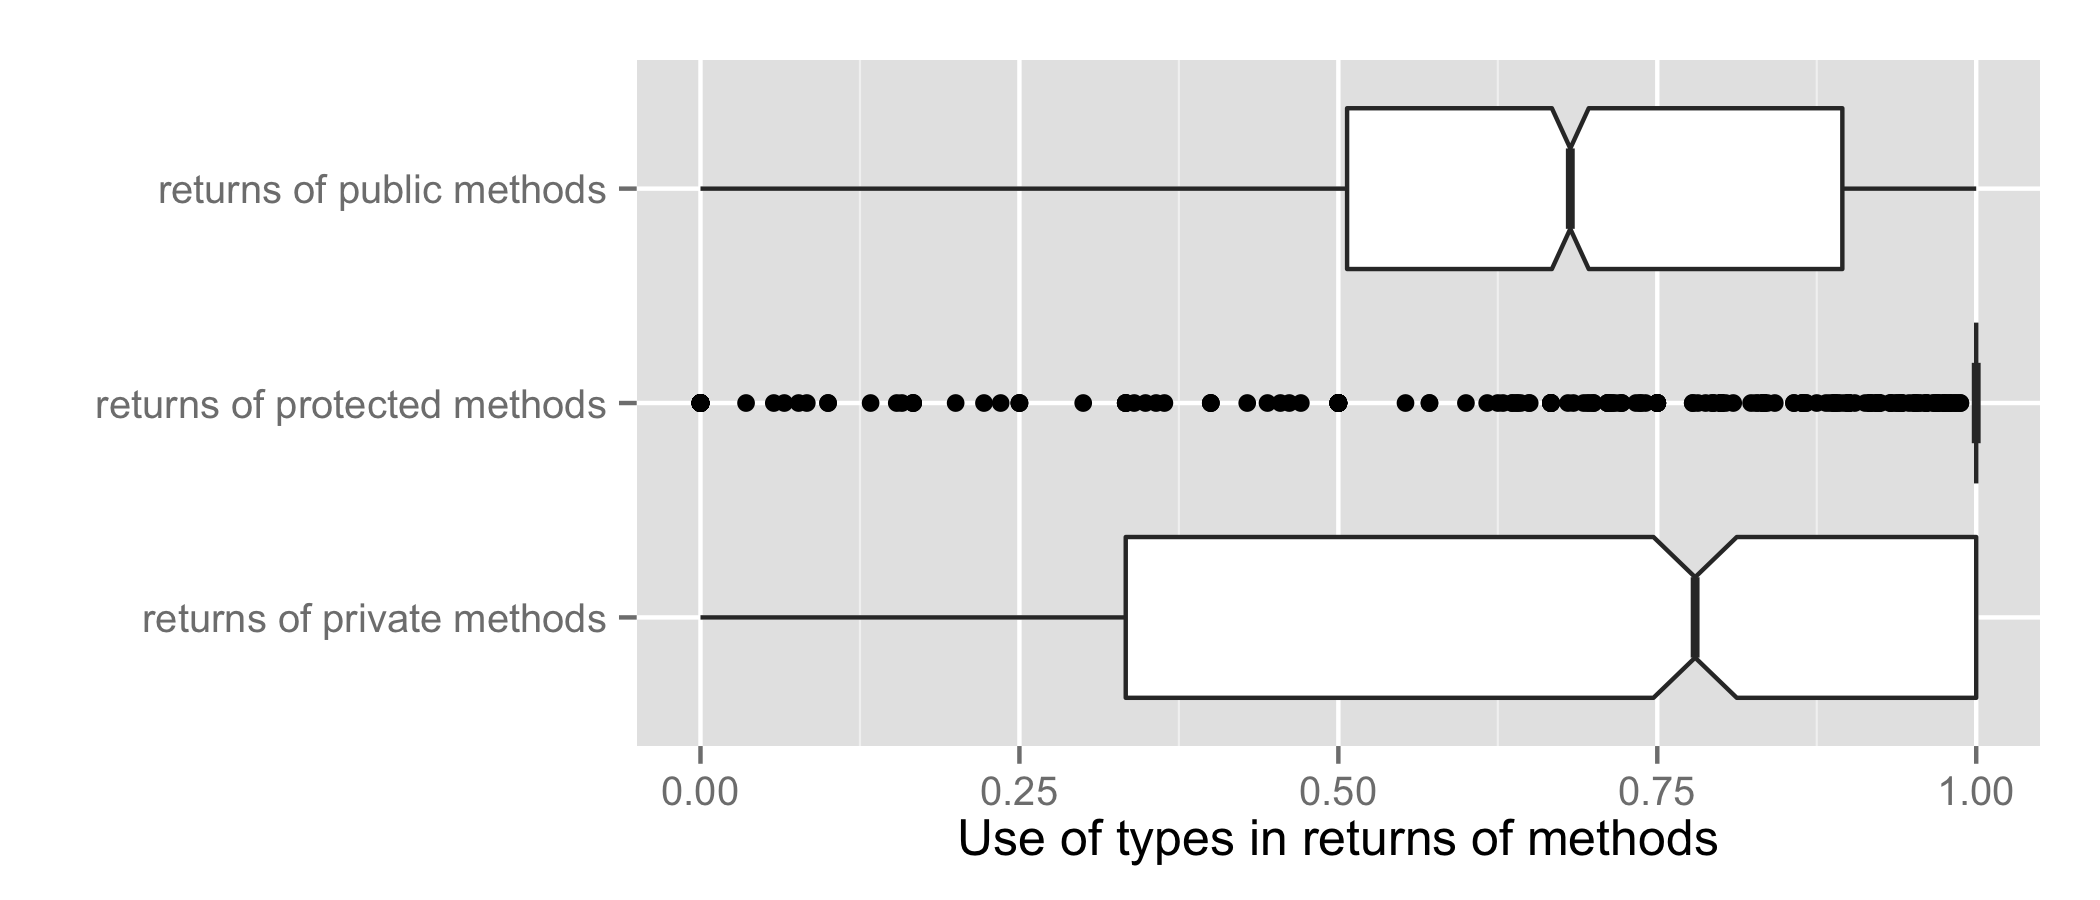 returns of public methods
returns of protected methods
returns of private methods
0.00 0.25 0.50 0.75 1.00
Use of types in returns of methods